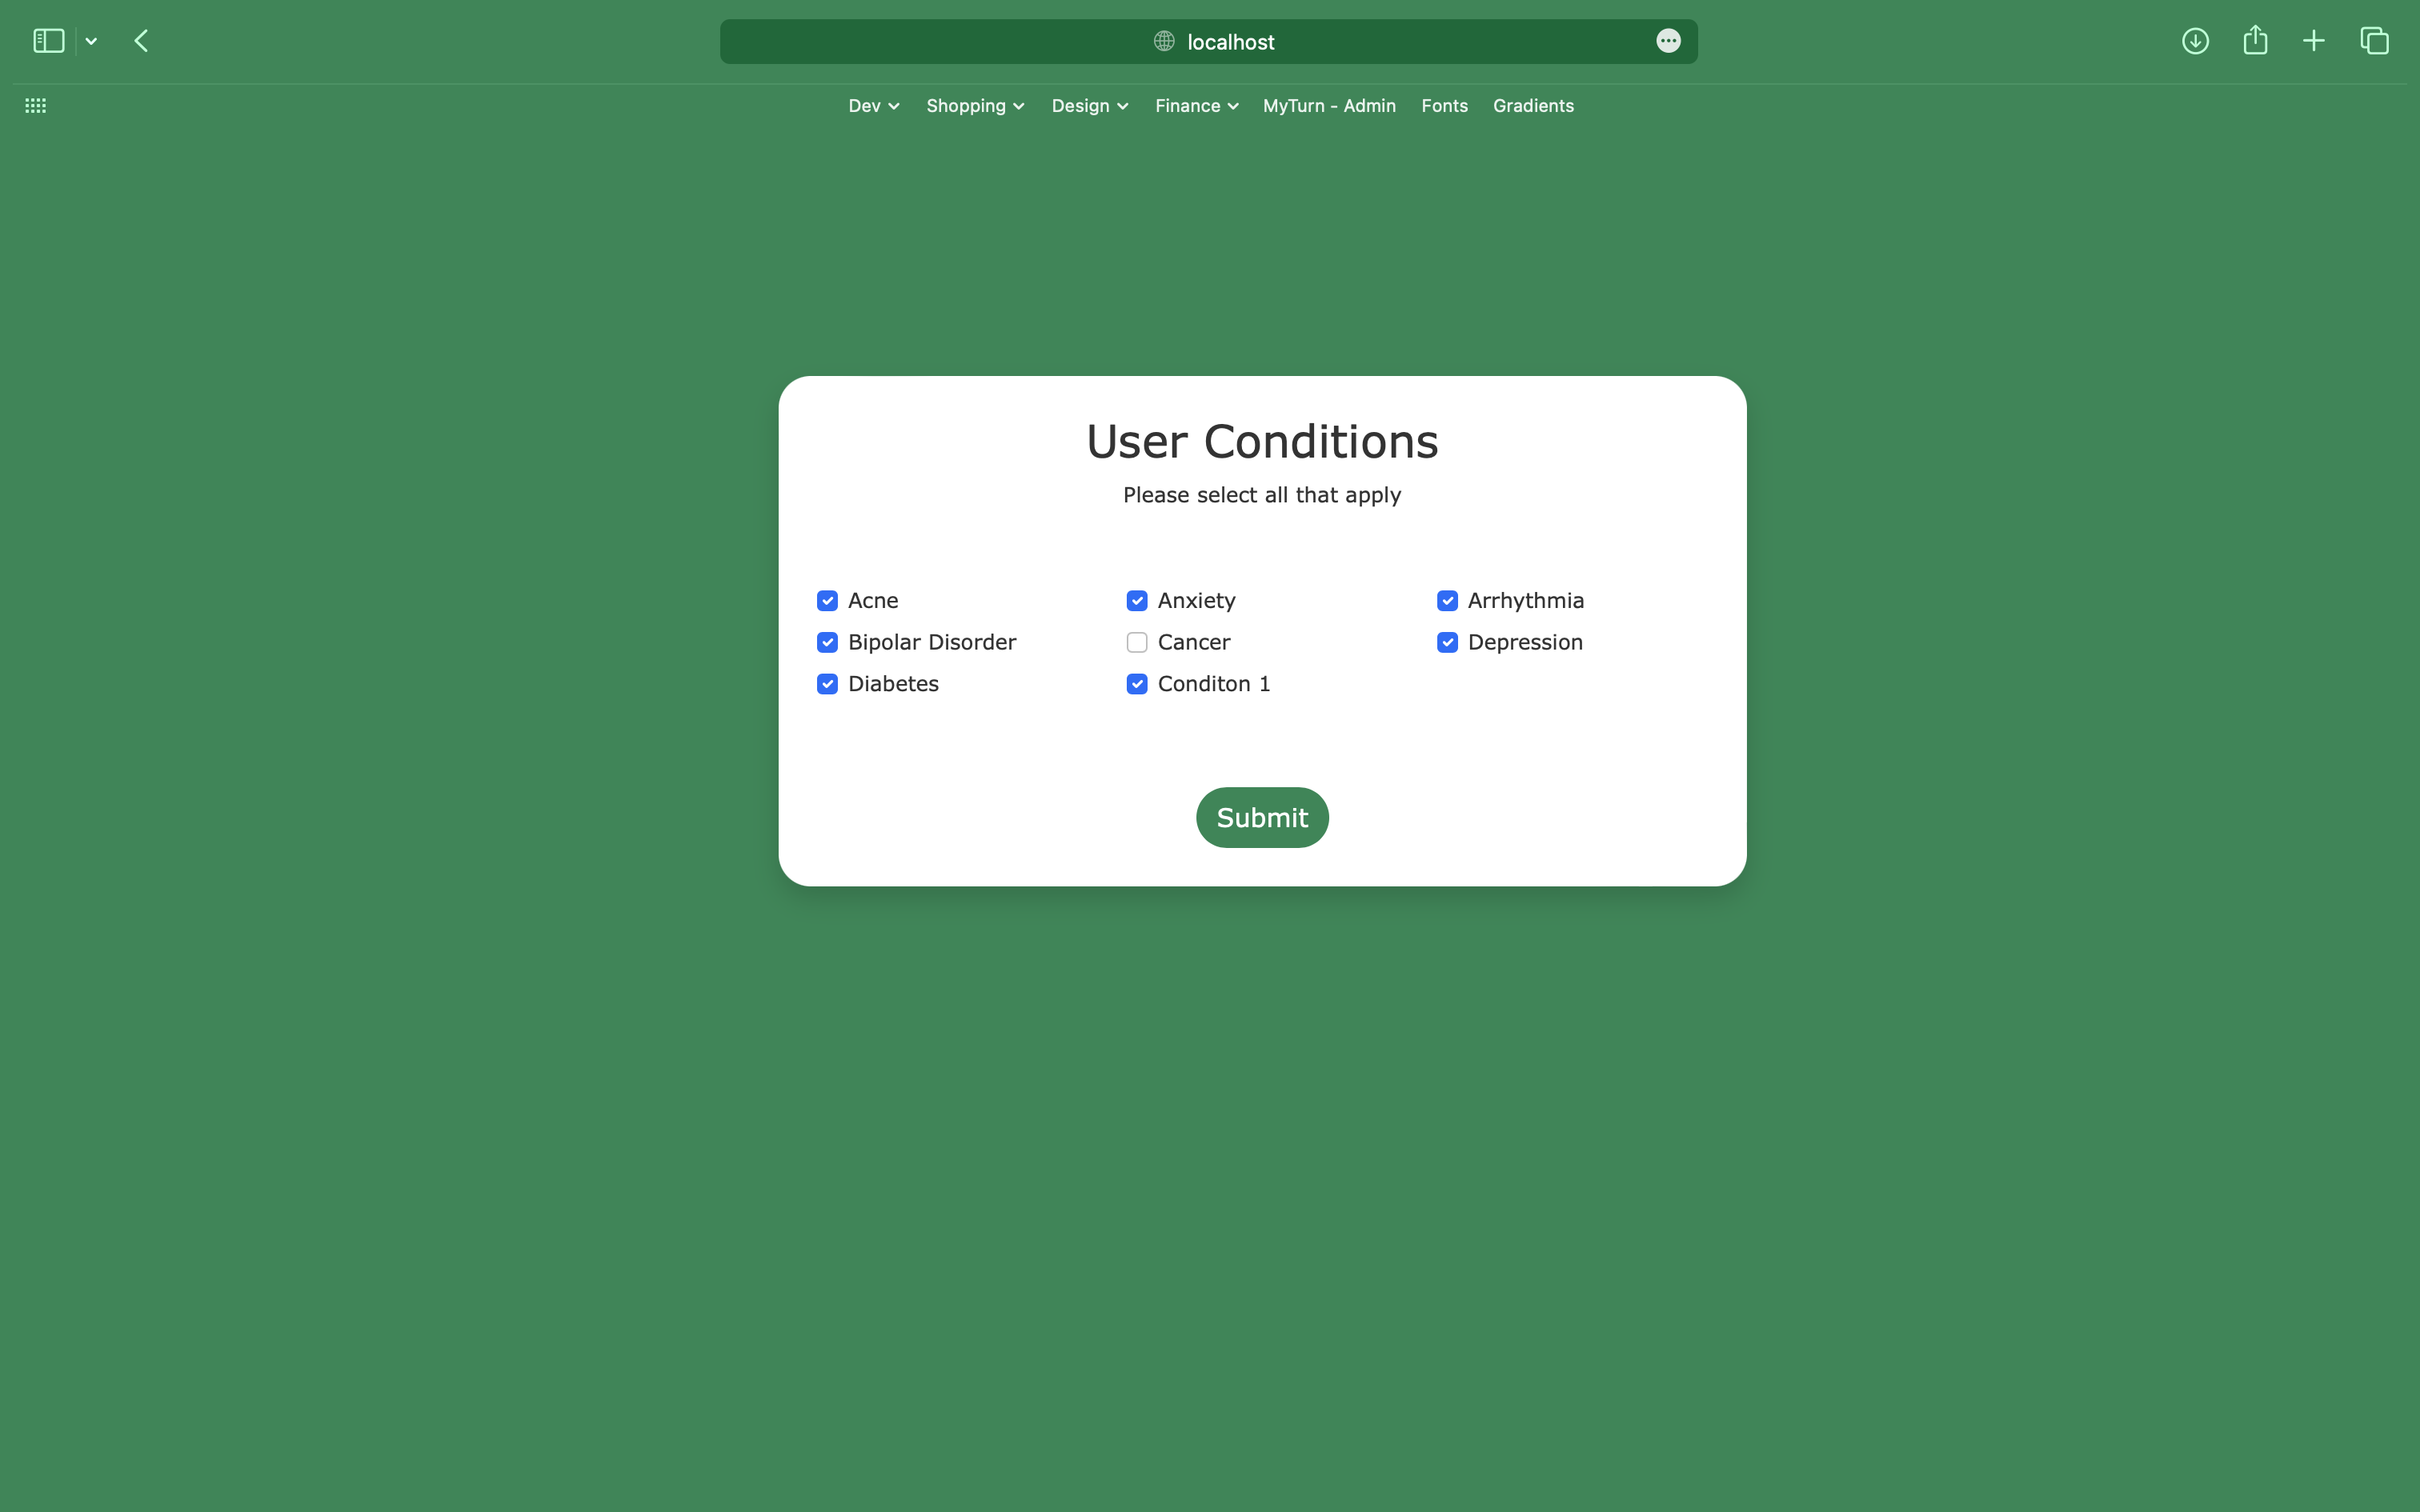 localhost
Dev Shopping Design Finance MyTurn - Admin Fonts Gradients
User Conditions
Please select all that apply
Acne Anxiety Arrhythmia
Bipolar Disorder Cancer Depression
Diabetes Conditon 1
Submit